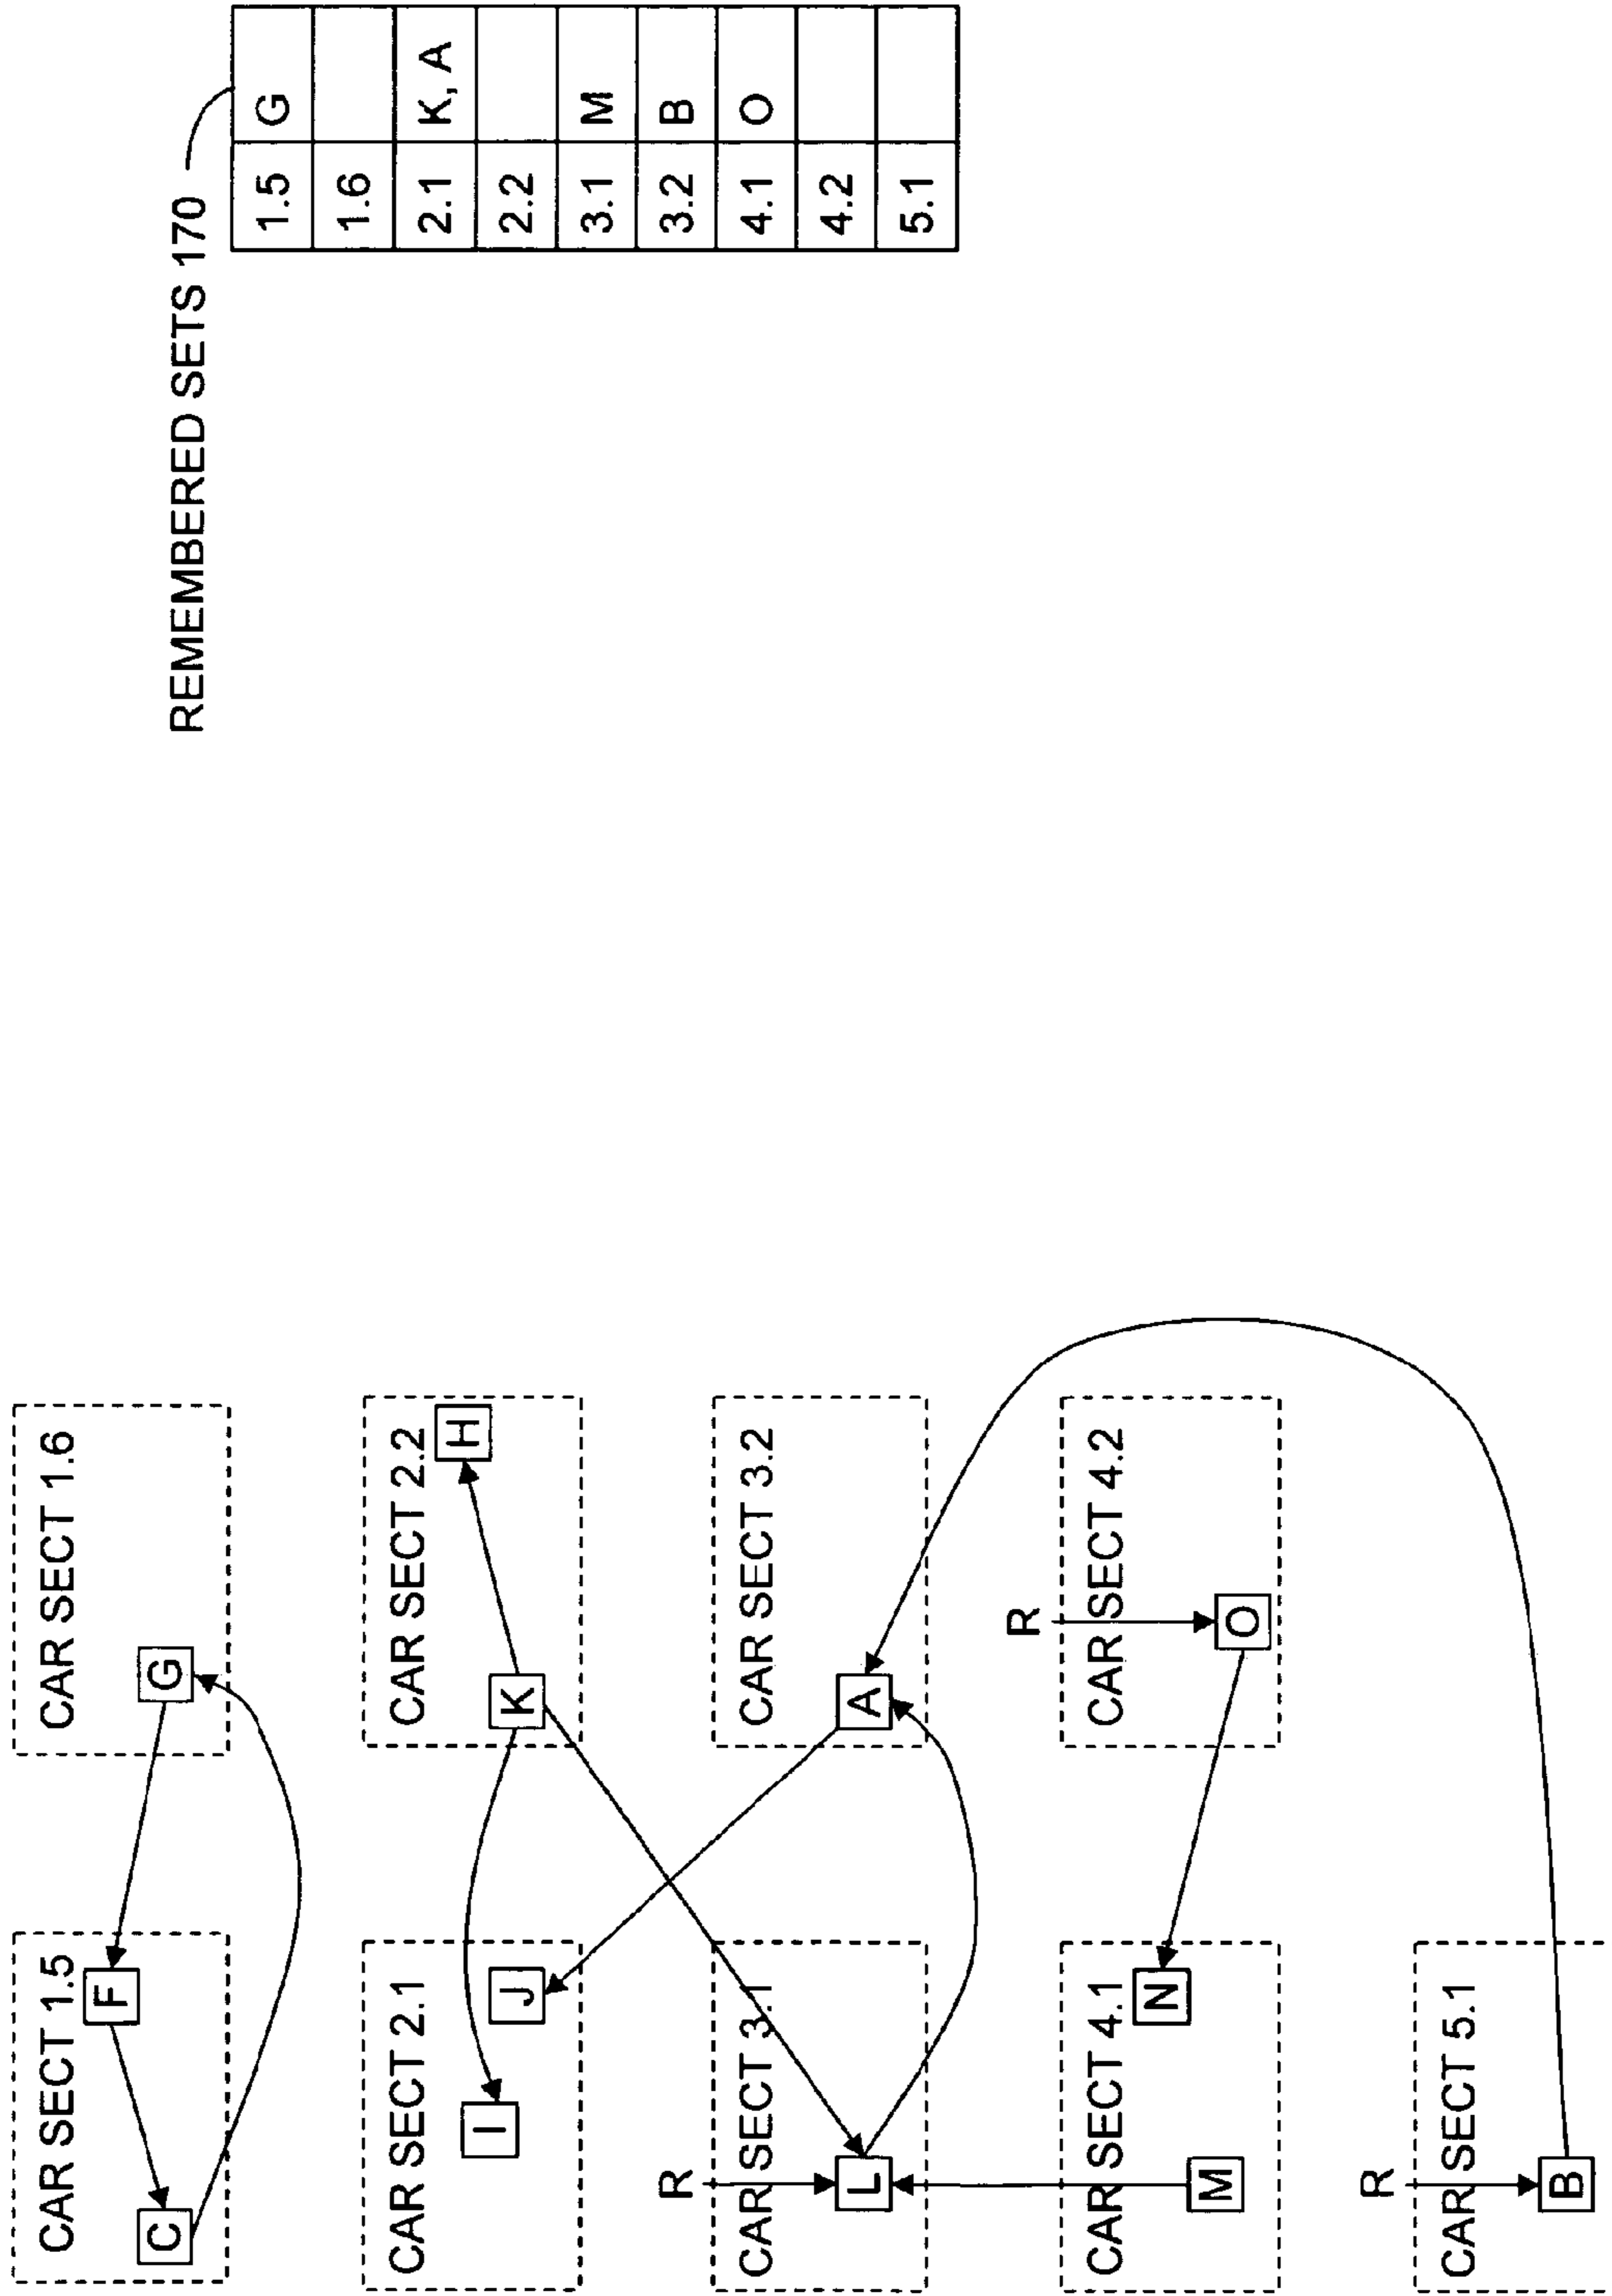 CAR SECT 1.5
F
C
CAR SECT 1.6
G
CAR SECT 2.1
I
J
CAR SECT 2.2
H
K
R
CAR SECT 3.1
L
CAR SECT 3.2
A
CAR SECT 4.1
N
M
R
CAR SECT 4.2
O
R
CAR SECT 5.1
B
REMEMBERED SETS 170
1.5 G
1.6
2.1 K, A
2.2
3.1 M
3.2 B
4.1 O
4.2
5.1